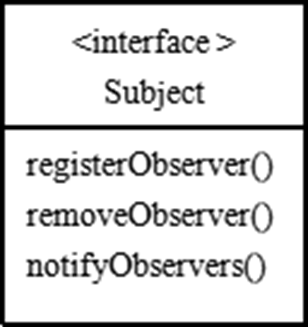 <interface >
Subject
registerObserver()
removeObserver()
notifyObservers()